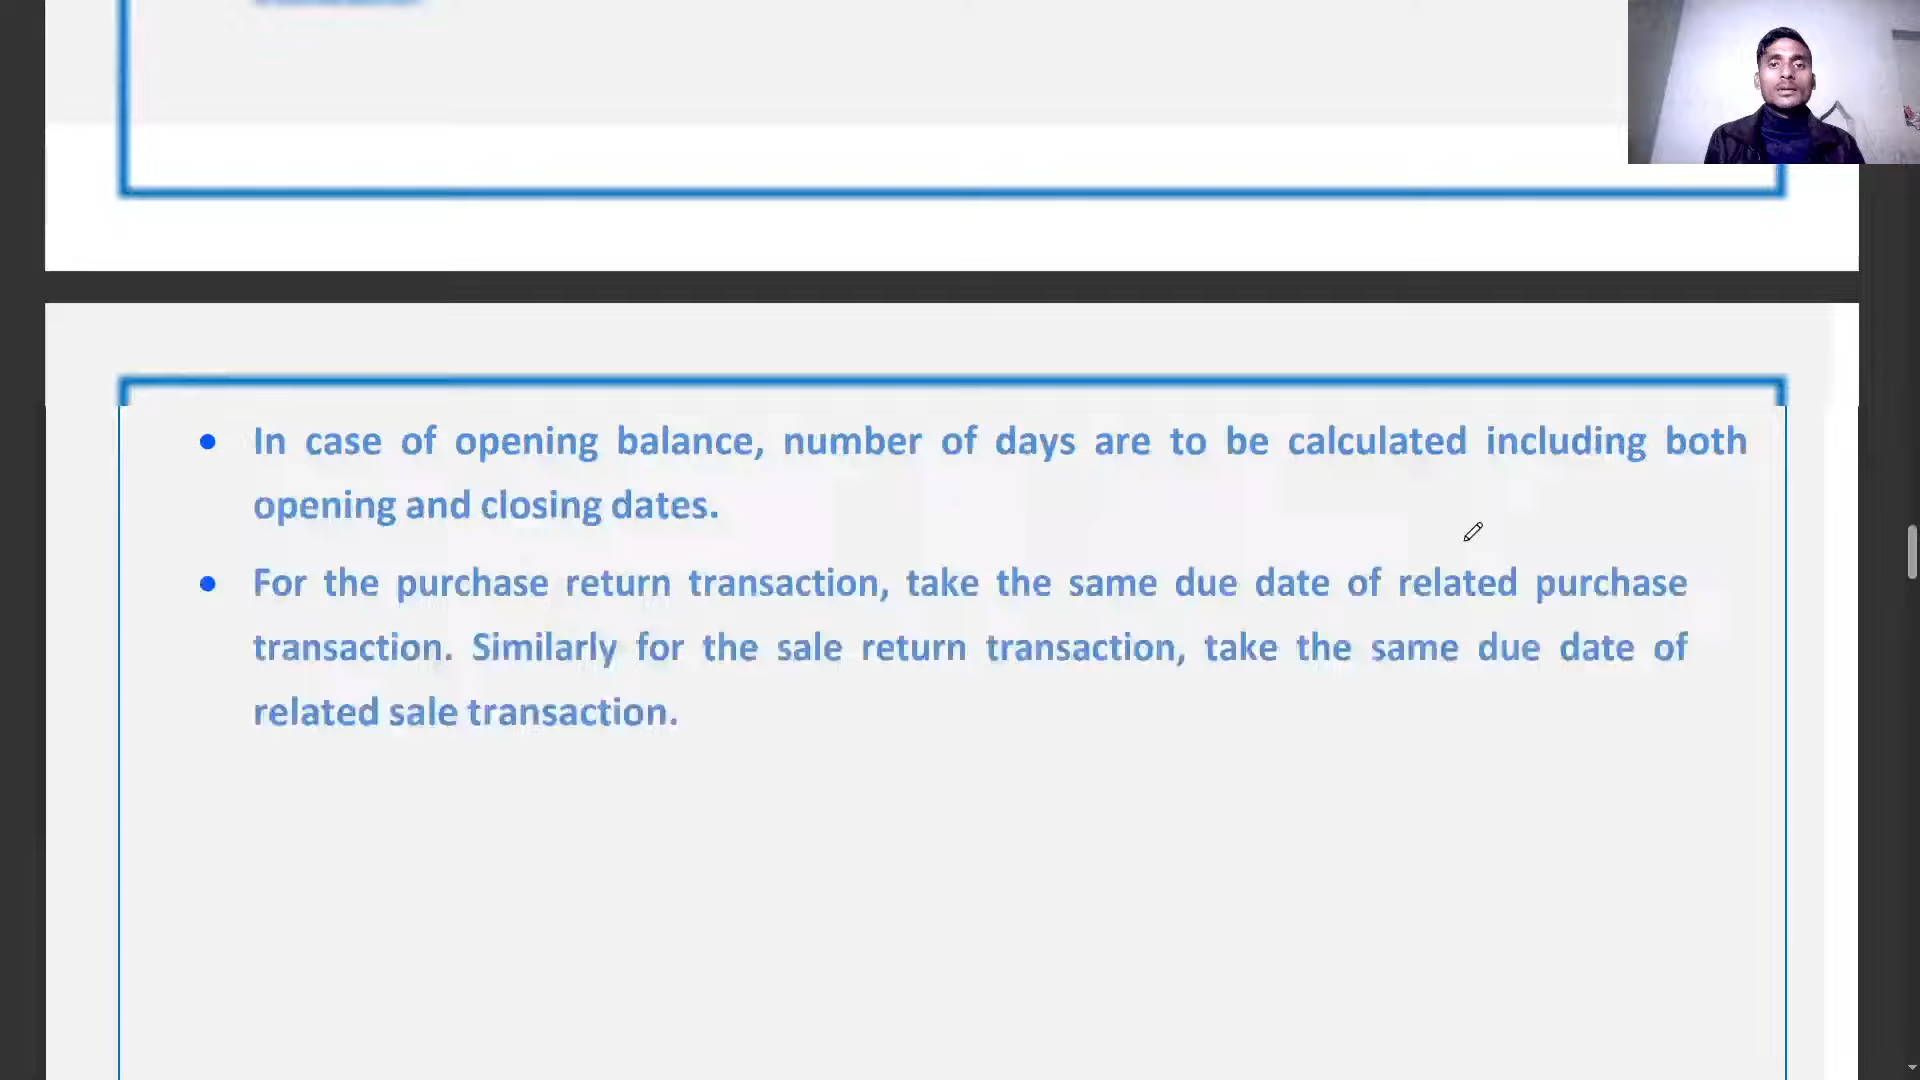 In case of opening balance, number of days are to be calculated including both
opening and closing dates.
For the purchase return transaction, take the same due date of related purchase
transaction. Similarly for the sale return transaction, take the same due date of
related sale transaction.